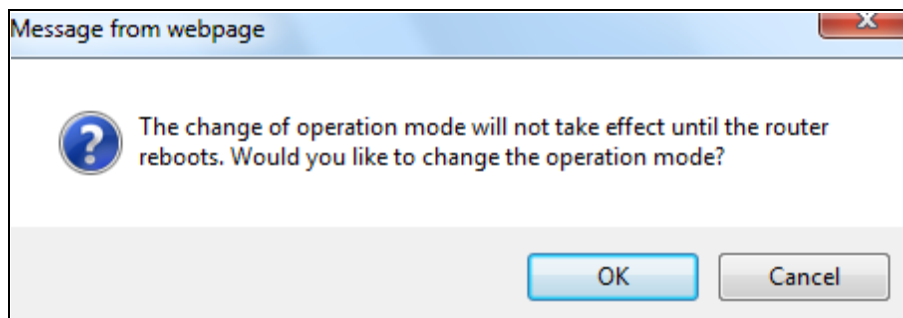 Message from webpage
The change of operation mode will not take effect until the router
reboots. Would you like to change the operation mode?
OK
Cancel